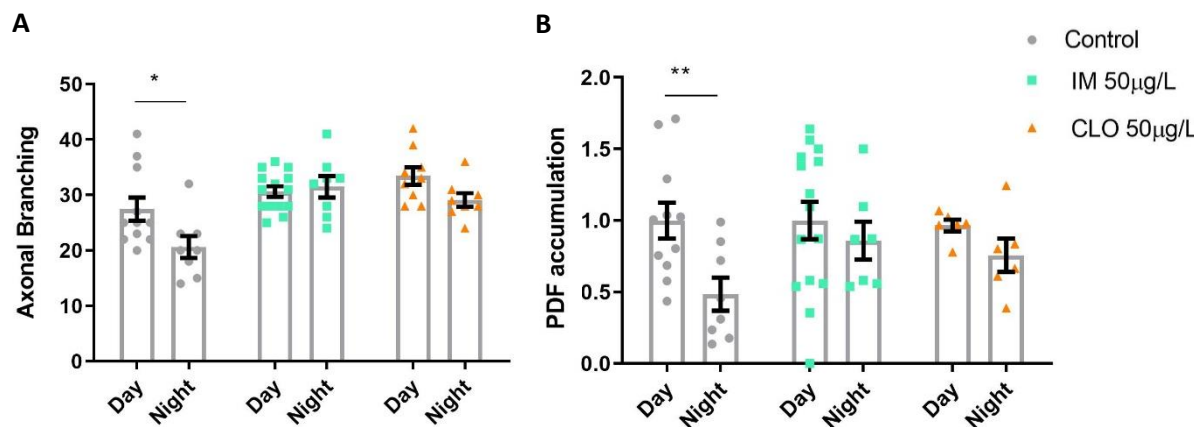 A
B
Control
IM 50μg/L
CLO 50μg/L
Axonal Branching
50
40
30
20
10
0
*
Day
Night
Day
Night
Day
Night
PDF accumulation
2.0
1.5
1.0
0.5
0.0
**
Day
Night
Day
Night
Day
Night